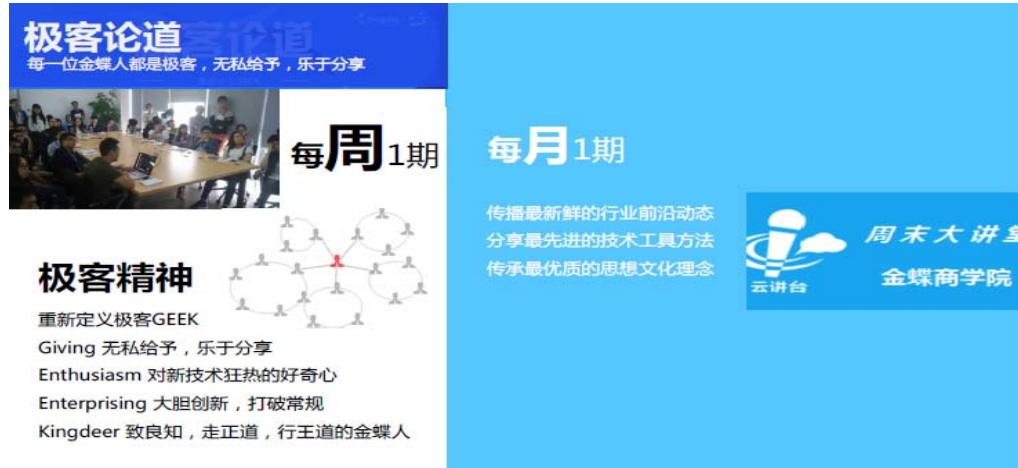 极客论道
每一位金蝶人都是极客，无私给予，乐于分享
每周1期
极客精神
重新定义极客GEEK
Giving 无私给予，乐于分享
Enthusiasm 对新技术狂热的好奇心
Enterprising 大胆创新，打破常规
Kingdeer 致良知，走正道，行王道的金蝶人
每月1期
传播最新鲜的行业前沿动态
分享最先进的技术工具方法
传承最优质的思想文化理念
云讲台
周末大讲堂
金蝶商学院